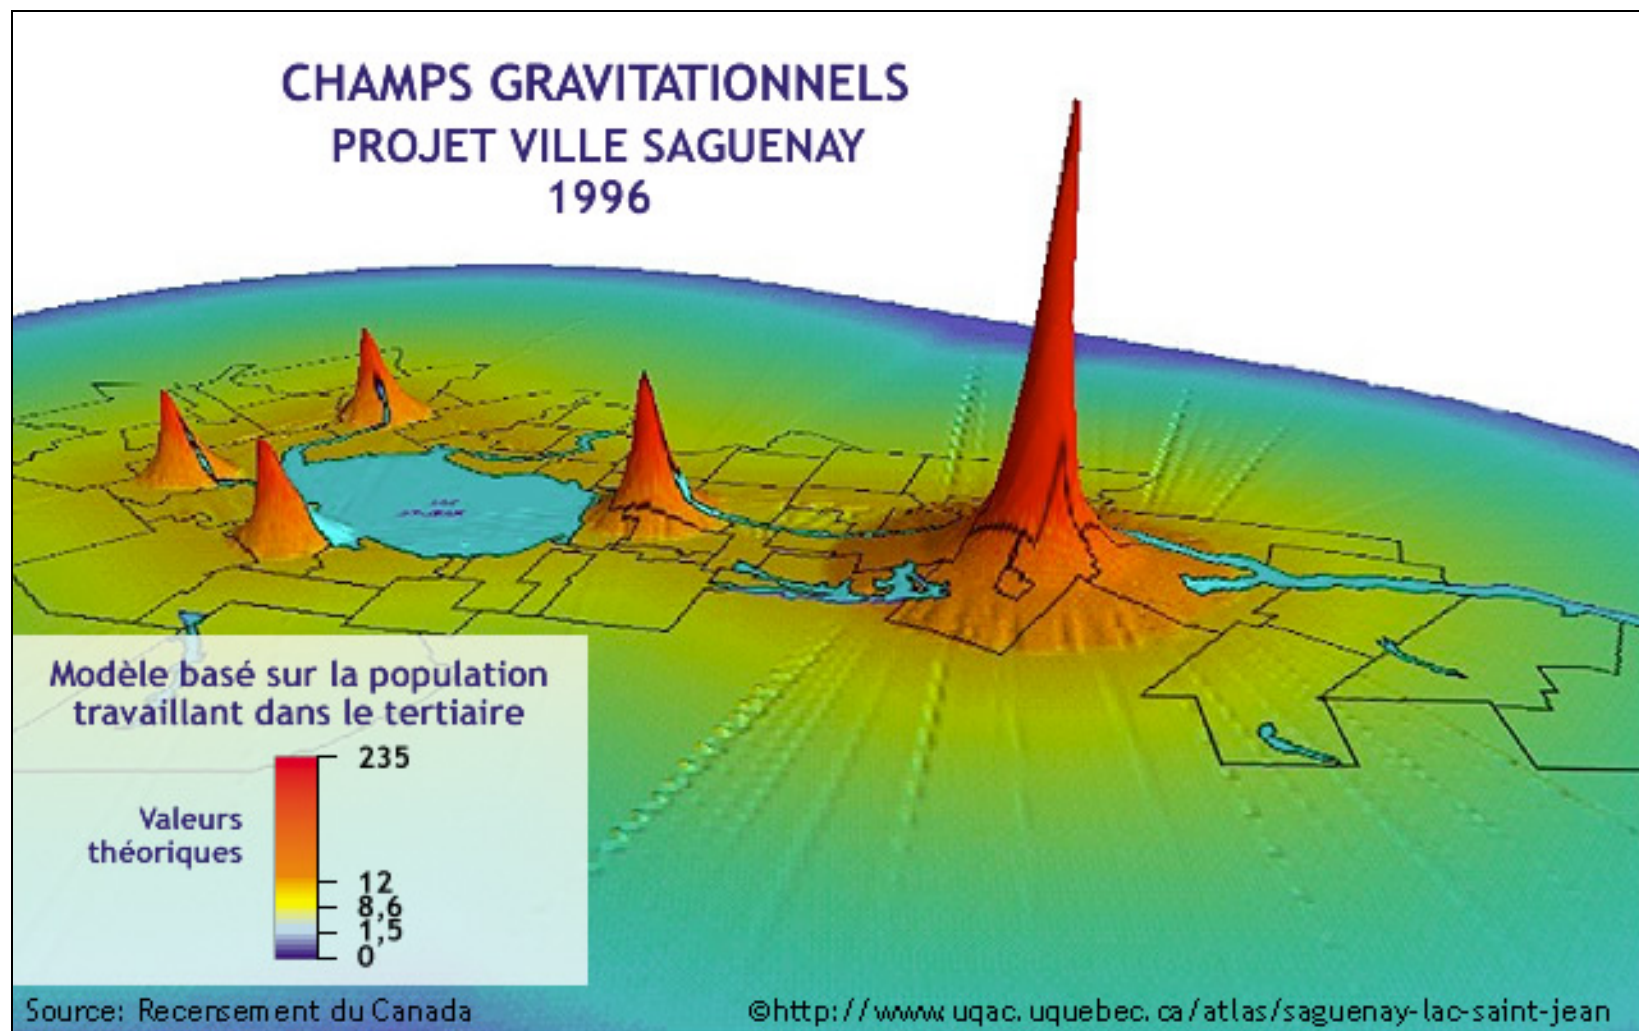 CHAMPS GRAVITATIONNELS
PROJET VILLE SAGUENAY
1996
Modèle basé sur la population
travaillant dans le tertiaire
Valeurs
théoriques
235
12
8,6
1,5
0
Source: Recensement du Canada
©http://www.uqac.uquebec.ca/atlas/saguenay-lac-saint-jean